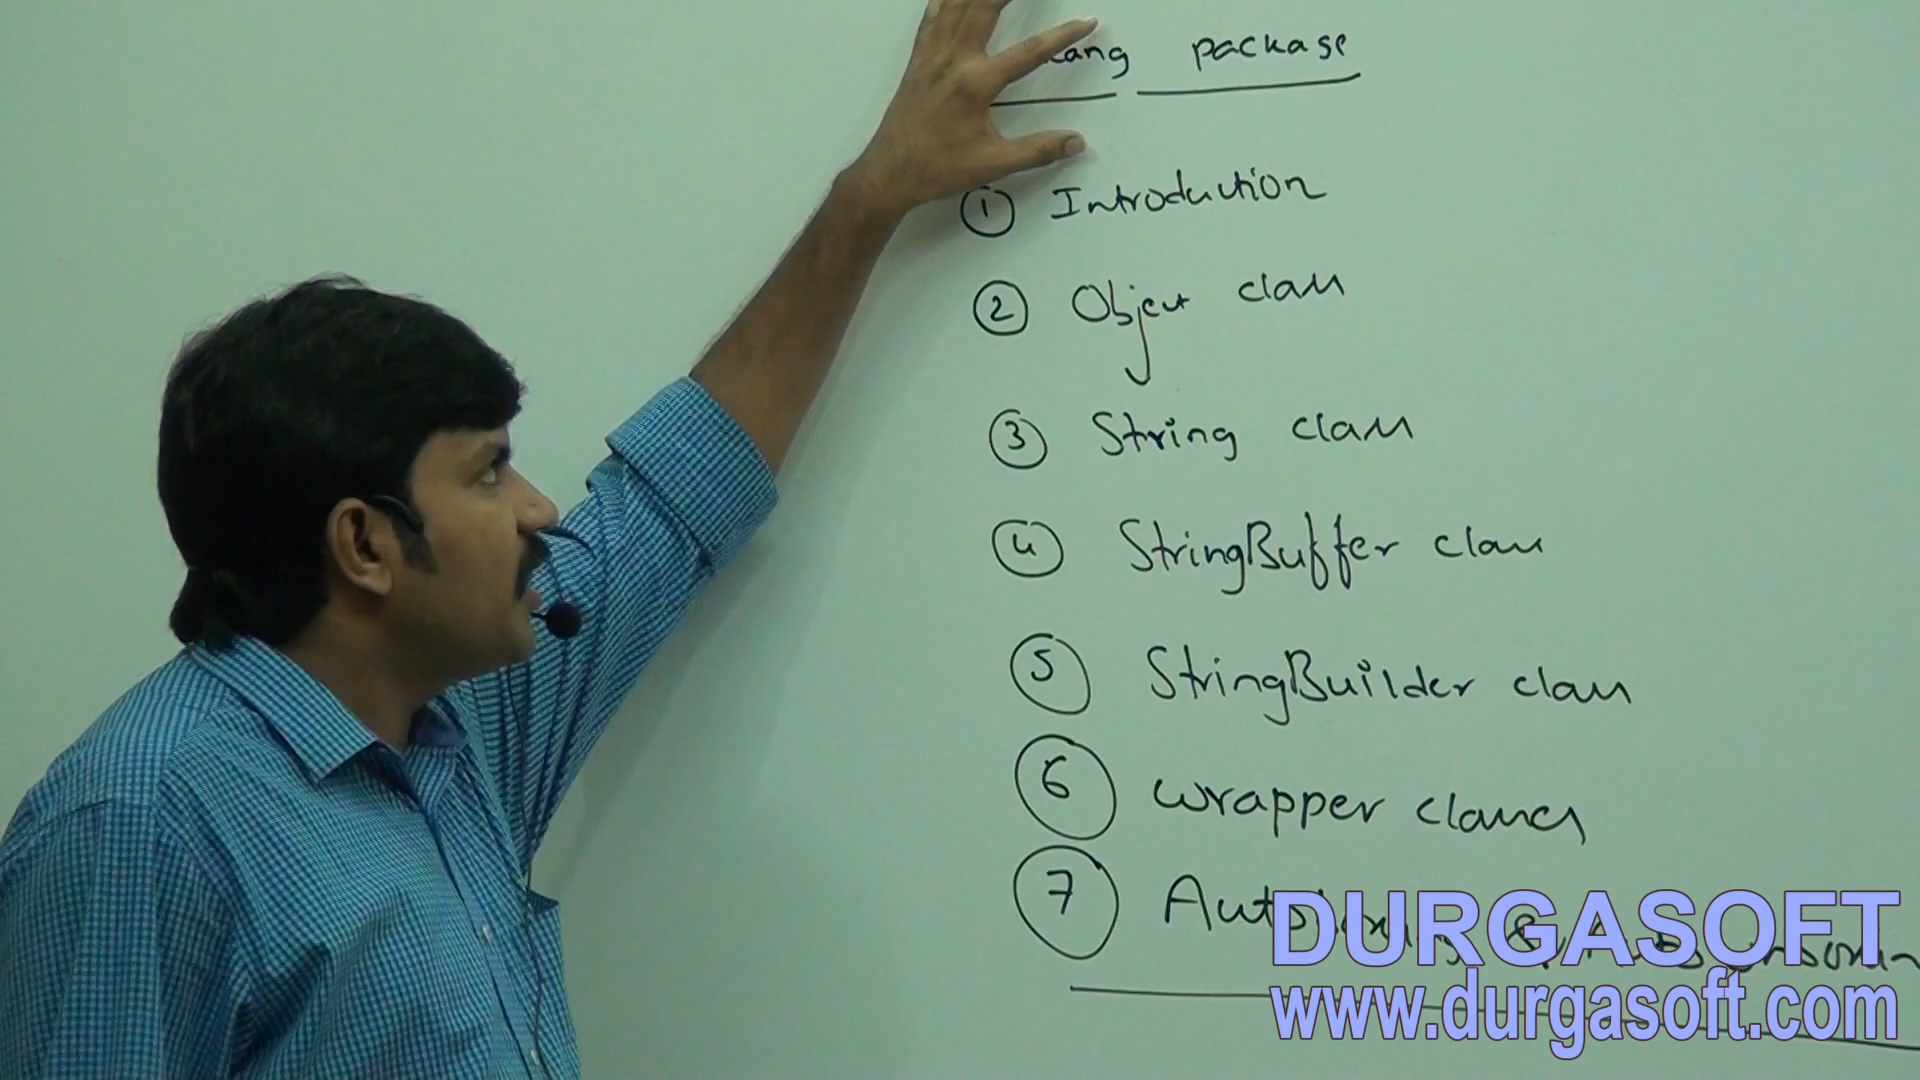 lang package
① Introduction
② Object class
③ String class
④ StringBuffer class
⑤ StringBuilder class
⑥ wrapper classes
⑦
DURGASOFT
www.durgasoft.com